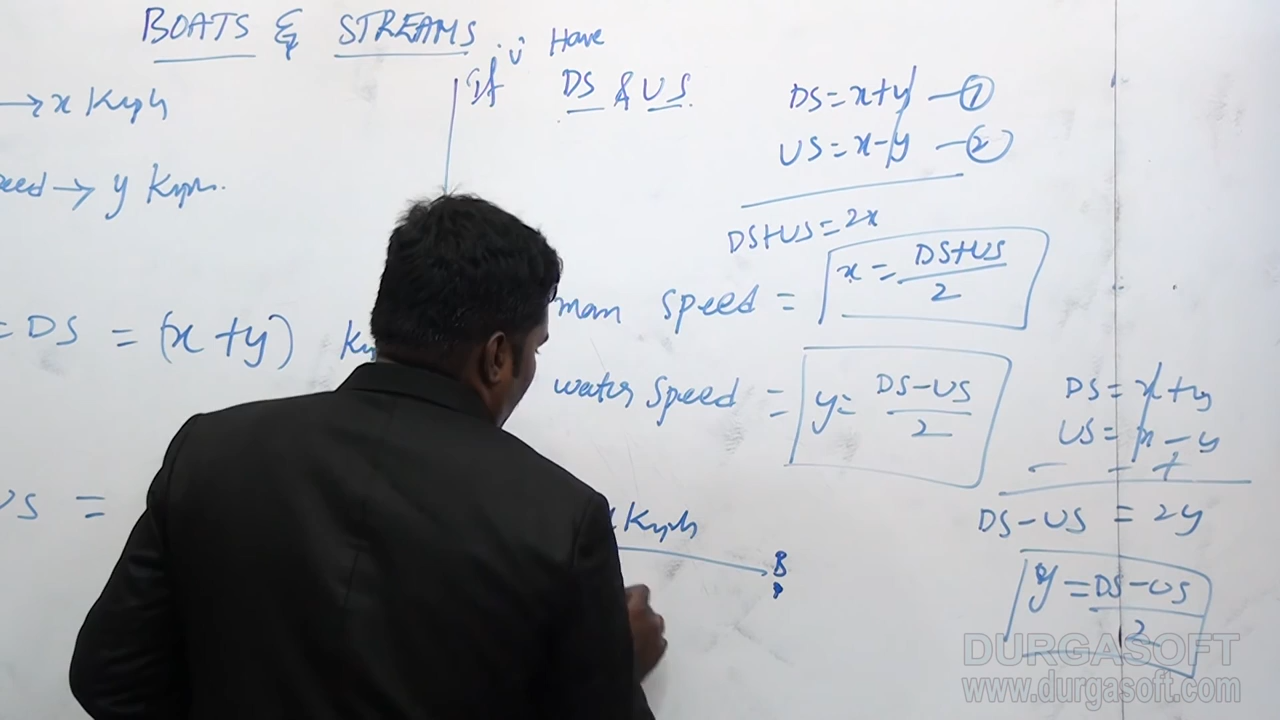 BOATS & STREAMS
→ x Kmph
→ y Kmph.
= DS = (x + y)
US =
If u Have
DS & US.
DS = x + y — ①
US = x - y — ②
DS + US = 2x
man speed = x = DS + US / 2
water speed = y = DS - US / 2
Kmph
B
DS = x + y
US = x - y
- - +
DS - US = 2y
y = DS - US / 2
DURGASOFT
www.durgasoft.com